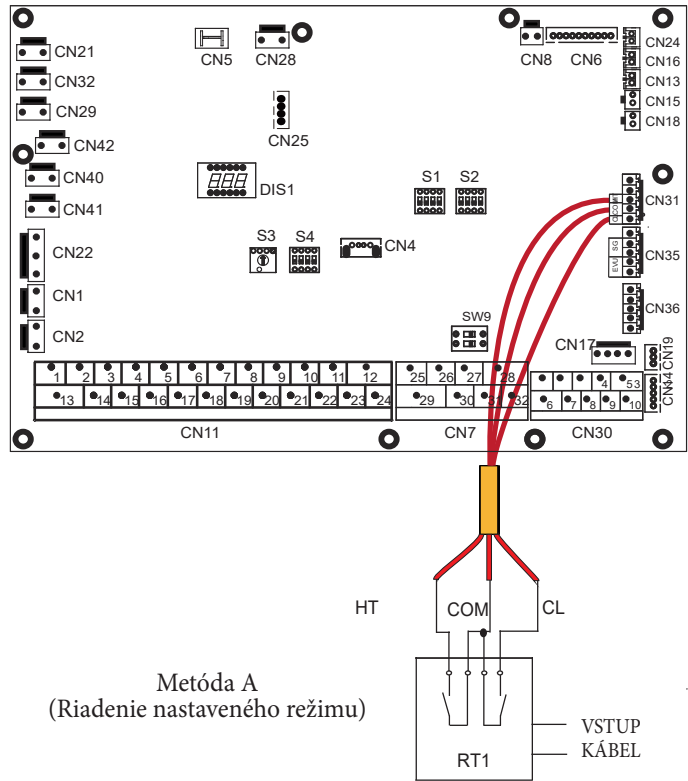 CN21
CN32
CN29
CN42
CN40
CN41
CN22
CN1
CN2
CN5
CN28
CN25
DIS1
S1 S2
S3 S4
CN4
SW9
CN8 CN6
CN24
CN16
CN13
CN15
CN18
CN31
SG
EVU
CN35
CN36
CN17
CN19
1 2 3 4 5 6 7 8 9 10 11 12
13 14 15 16 17 18 19 20 21 22 23 24
CN11
25 26 27 28
29 30 31 32
CN7
4 53
6 7 8 9 10
CN30
HT COM CL
Metóda A
(Riadenie nastaveného režimu)
RT1
VSTUP
KÁBEL